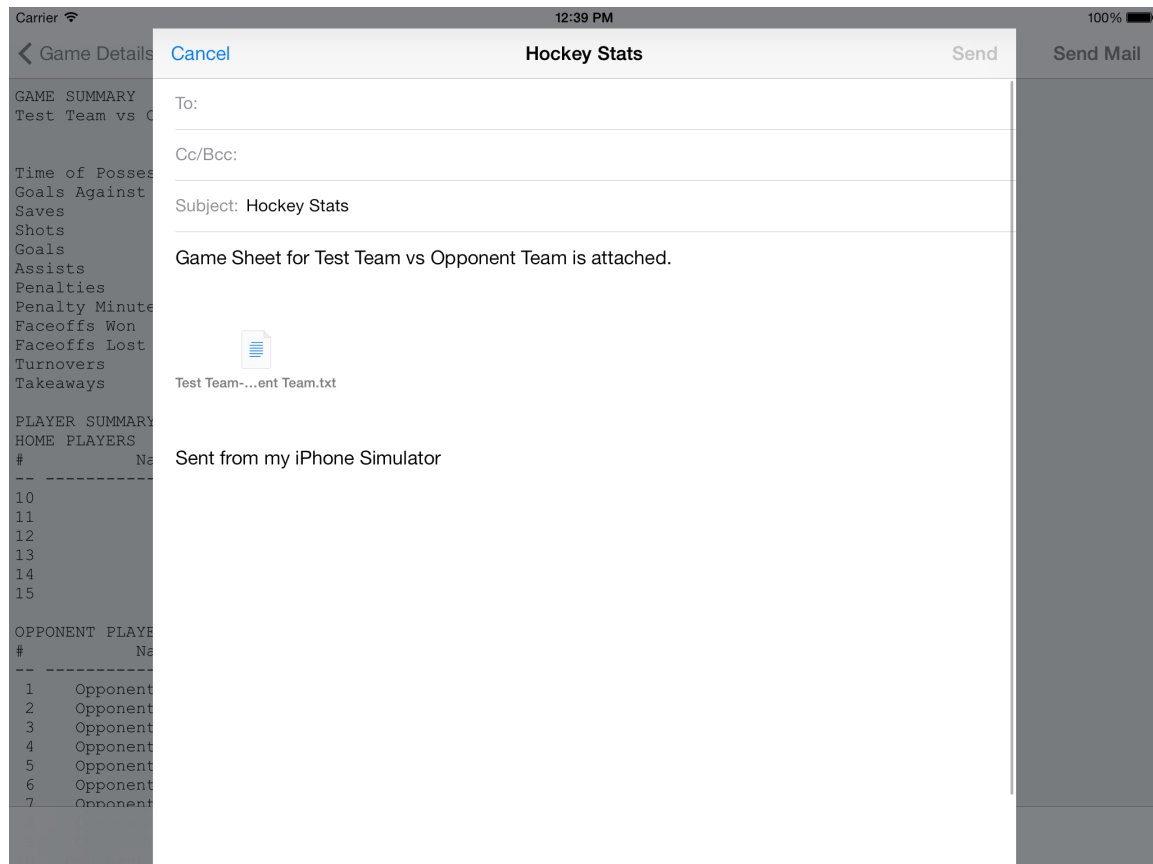 Carrier 12:39 PM 100%
Game Details Cancel Hockey Stats Send Send Mail
To:
Cc/Bcc:
Subject: Hockey Stats
Game Sheet for Test Team vs Opponent Team is attached.
Test Team-...ent Team.txt
Sent from my iPhone Simulator
GAME SUMMARY
Test Team vs
Time of Posses
Goals Against
Saves
Shots
Goals
Assists
Penalties
Penalty Minute
Faceoffs Won
Faceoffs Lost
Turnovers
Takeaways
PLAYER SUMMARY
HOME PLAYERS
# Na
-- -----------
10
11
12
13
14
15
OPPONENT PLAYE
# Na
-- -----------
1 Opponent
2 Opponent
3 Opponent
4 Opponent
5 Opponent
6 Opponent
7 Opponent